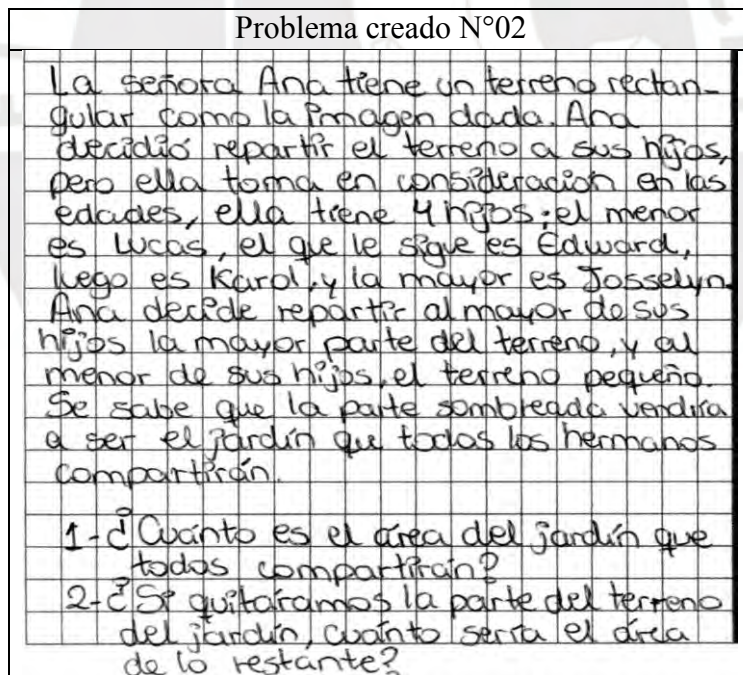 Problema creado N°02
La señora Ana tiene un terreno rectan-
gular como la imagen dada. Ana
decidió repartir el terreno a sus hijos,
pero ella toma en consideración en las
edades, ella tiene 4 hijos: el menor
es Lucas, el que le sigue es Edward,
luego es Karol, y la mayor es Josselyn.
Ana decide repartir al mayor de sus
hijos la mayor parte del terreno, y al
menor de sus hijos, el terreno pequeño.
Se sabe que la parte sombreada vendría
a ser el jardín que todos los hermanos
compartirán.
1-¿Cuánto es el área del jardín que
todos compartirán?
2-¿Si quitáramos la parte del terreno
del jardín, cuánto sería el área
de lo restante?